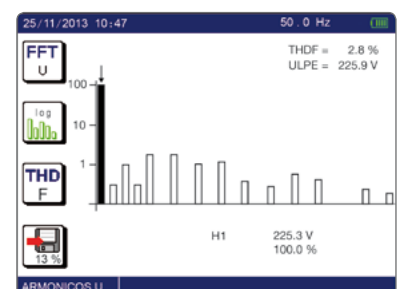 25/11/2013 10:47 50.0 Hz
FFT
U
THDF = 2.8 %
ULPE = 225.9 V
100
log
10
1
THD
F
H1 225.3 V
100.0 %
13 %
ARMONICOS U